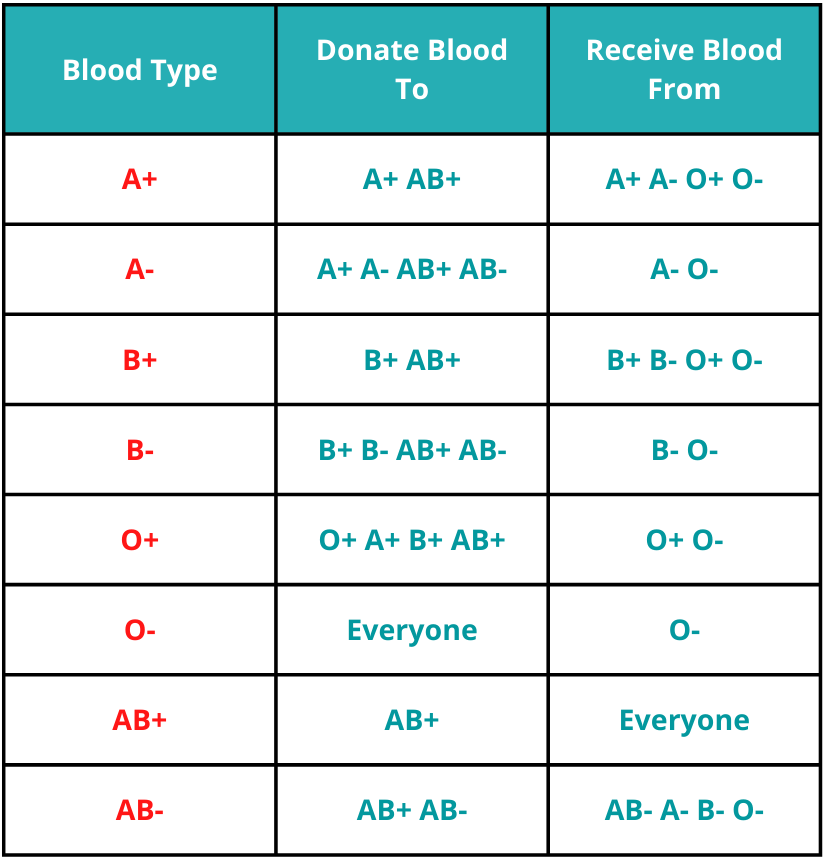 Blood Type
Donate Blood
To
Receive Blood
From
A+
A+ AB+
A+ A- O+ O-
A-
A+ A- AB+ AB-
A- O-
B+
B+ AB+
B+ B- O+ O-
B-
B+ B- AB+ AB-
B- O-
O+
O+ A+ B+ AB+
O+ O-
O-
Everyone
O-
AB+
AB+
Everyone
AB-
AB+ AB-
AB- A- B- O-